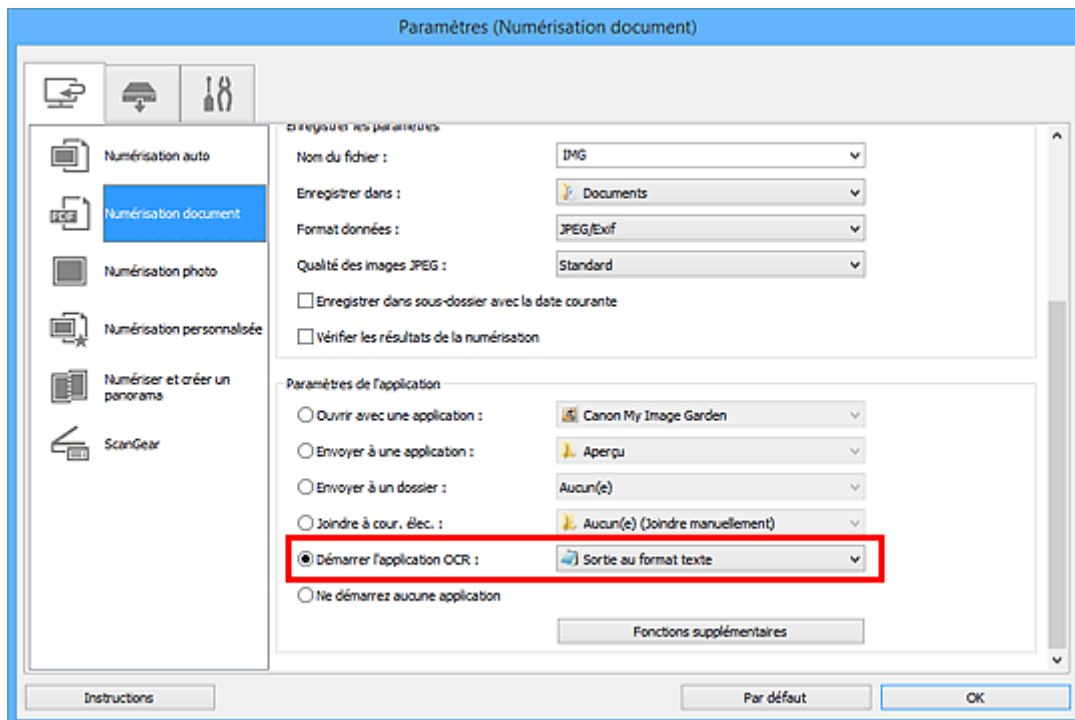 Paramètres (Numérisation document)
Enregistrer les paramètres
Numérisation auto
Numérisation document
Numérisation photo
Numérisation personnalisée
Numériser et créer un
panorama
ScanGear
Nom du fichier : IMG
Enregistrer dans : Documents
Format données : JPEG/Exif
Qualité des images JPEG : Standard
Enregistrer dans sous-dossier avec la date courante
Vérifier les résultats de la numérisation
Paramètres de l'application
Ouvrir avec une application : Canon My Image Garden
Envoyer à une application : Aperçu
Envoyer à un dossier : Aucun(e)
Joindre à cour. élec. : Aucun(e) (Joindre manuellement)
Démarrer l'application OCR : Sortie au format texte
Ne démarrez aucune application
Fonctions supplémentaires
Instructions
Par défaut
OK